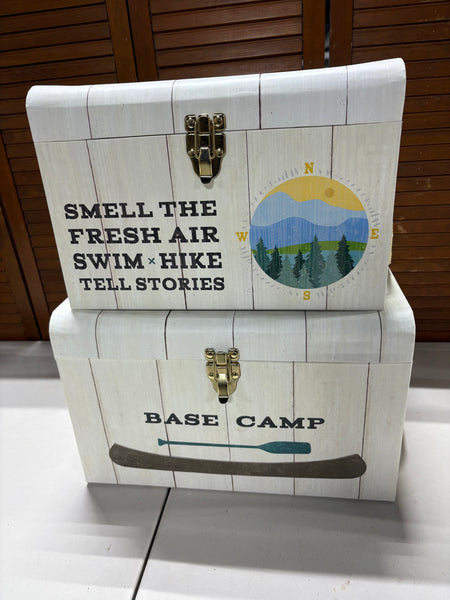 SMELL THE
FRESH AIR
SWIM × HIKE
TELL STORIES
N
W E
S
BASE CAMP